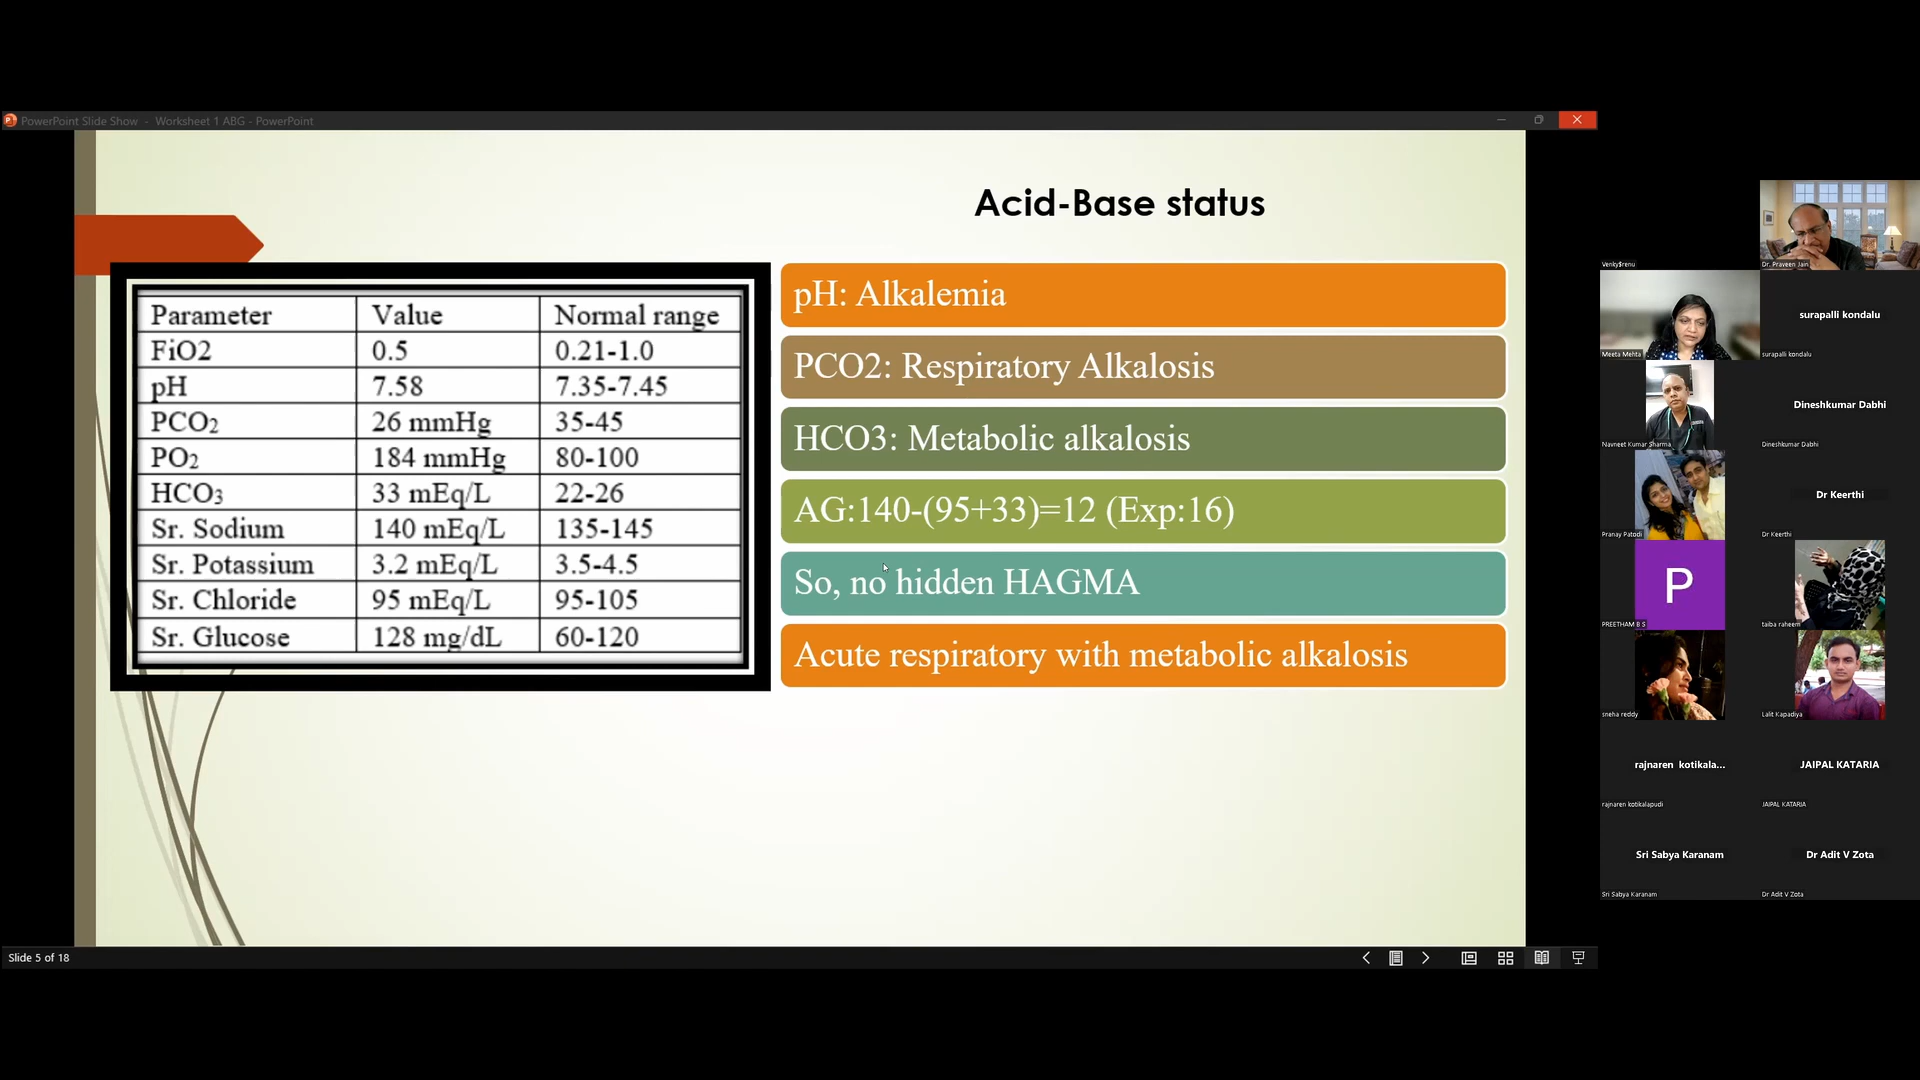 PowerPoint Slide Show - Worksheet 1 ABG - PowerPoint
Acid-Base status
Parameter Value Normal range
FiO2 0.5 0.21-1.0
pH 7.58 7.35-7.45
PCO2 26 mmHg 35-45
PO2 184 mmHg 80-100
HCO3 33 mEq/L 22-26
Sr. Sodium 140 mEq/L 135-145
Sr. Potassium 3.2 mEq/L 3.5-4.5
Sr. Chloride 95 mEq/L 95-105
Sr. Glucose 128 mg/dL 60-120
pH: Alkalemia
PCO2: Respiratory Alkalosis
HCO3: Metabolic alkalosis
AG:140-(95+33)=12 (Exp:16)
So, no hidden HAGMA
Acute respiratory with metabolic alkalosis
Slide 5 of 18
Venky$renu
Dr. Praveen Jain
Meeta Mehta
surapalli kondalu
surapalli kondalu
Navneet Kumar Sharma
Dineshkumar Dabhi
Dineshkumar Dabhi
Pranay Patodi
Dr Keerthi
Dr Keerthi
P
PREETHAM B S
taiba raheem
sneha reddy
Lalit Kapadiya
rajnaren kotikala...
rajnaren kotikalapudi
JAIPAL KATARIA
JAIPAL KATARIA
Sri Sabya Karanam
Sri Sabya Karanam
Dr Adit V Zota
Dr Adit V Zota